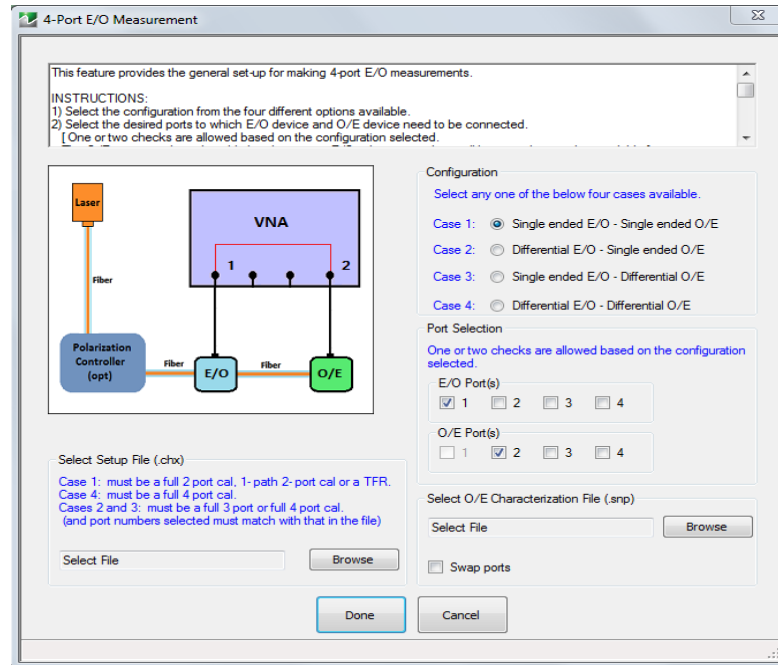 4-Port E/O Measurement
This feature provides the general set-up for making 4-port E/O measurements.
INSTRUCTIONS:
1) Select the configuration from the four different options available.
2) Select the desired ports to which E/O device and O/E device need to be connected.
[ One or two checks are allowed based on the configuration selected.
Laser
Fiber
VNA
1
2
Polarization
Controller
(opt)
Fiber
E/O
Fiber
O/E
Configuration
Select any one of the below four cases available.
Case 1: Single ended E/O - Single ended O/E
Case 2: Differential E/O - Single ended O/E
Case 3: Single ended E/O - Differential O/E
Case 4: Differential E/O - Differential O/E
Port Selection
One or two checks are allowed based on the configuration
selected.
E/O Port(s)
1 2 3 4
O/E Port(s)
1 2 3 4
Select Setup File (.chx)
Case 1: must be a full 2 port cal, 1- path 2- port cal or a TFR.
Case 4: must be a full 4 port cal.
Cases 2 and 3: must be a full 3 port or full 4 port cal.
(and port numbers selected must match with that in the file)
Select File
Browse
Select O/E Characterization File (.snp)
Select File
Browse
Swap ports
Done
Cancel